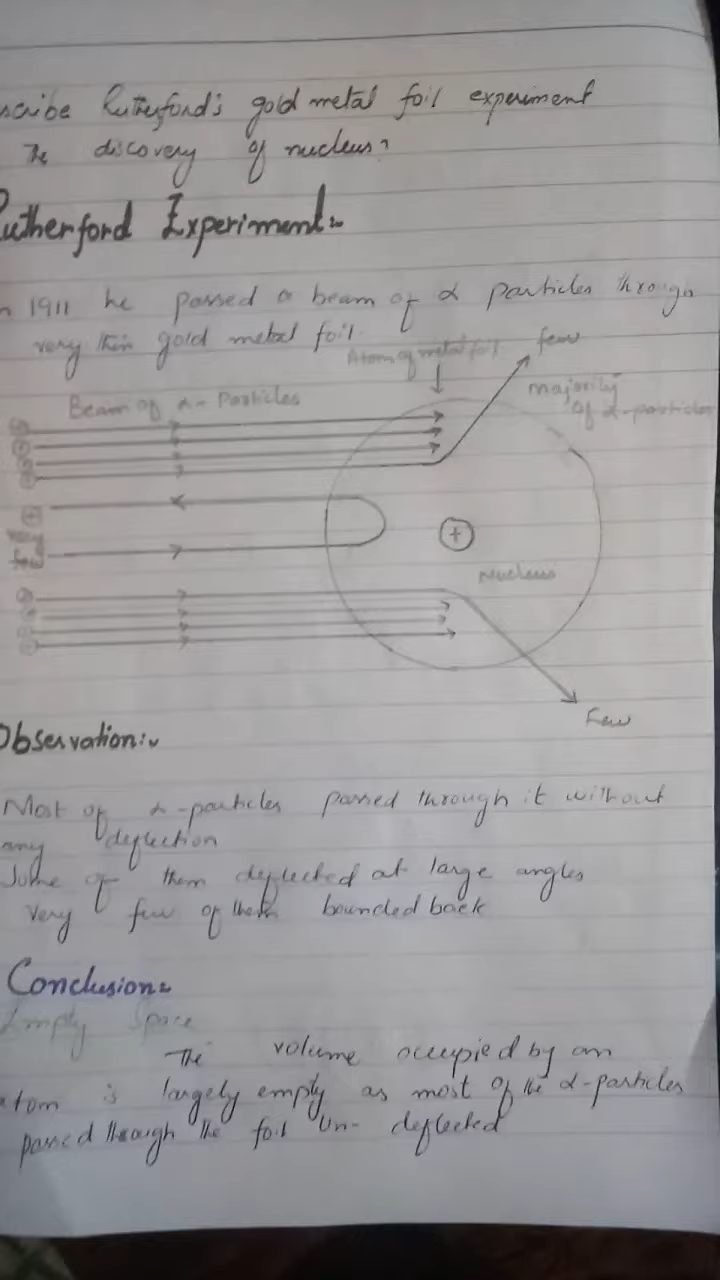 scribe Rutherford's gold metal foil experiment
The discovery of nucleus?
Rutherford Experiment:-
n 1911 he passed a beam of α particles through
very thin gold metal foil.
Atom of metal foil
few
Beam of α - Particles
majority
of α-particles
+
very
few
+
Nucleus
Few
Observation:-
Most of α-particles passed through it without
any deflection
Some of them deflected at large angles
Very few of them bounded back
Conclusion:-
Empty Space
The volume occupied by an
atom is largely empty as most of the α-particles
passed through the foil un-deflected